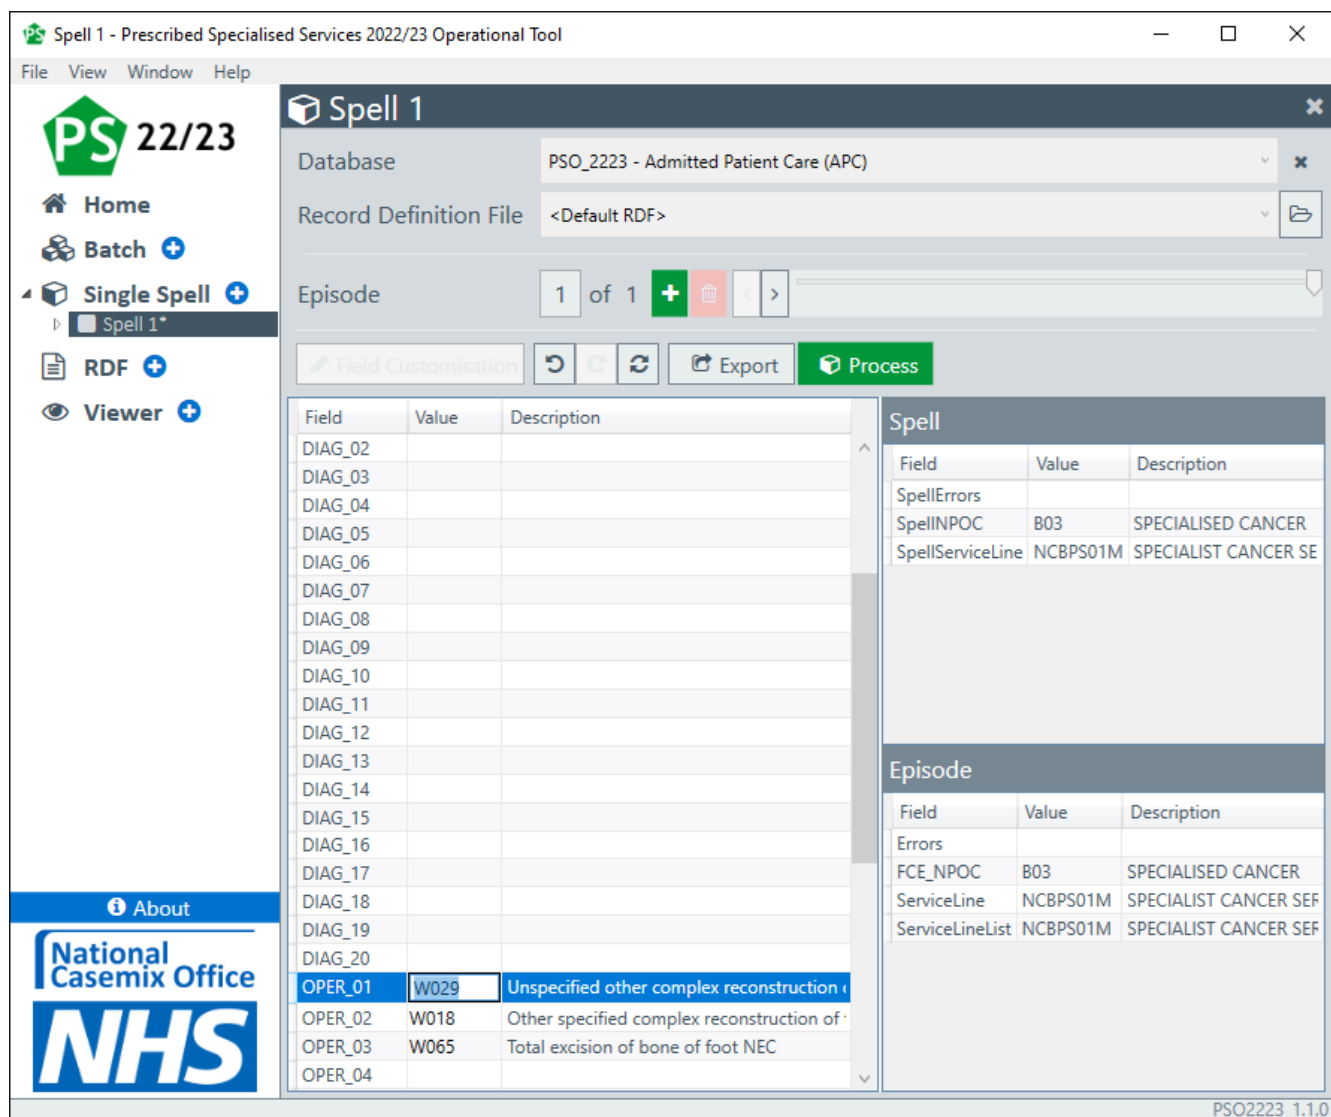 Spell 1 - Prescribed Specialised Services 2022/23 Operational Tool
File View Window Help
PS 22/23
Home
Batch
Single Spell
Spell 1*
RDF
Viewer
About
National
Casemix Office
NHS
Spell 1
Database PSO_2223 - Admitted Patient Care (APC)
Record Definition File <Default RDF>
Episode 1 of 1
Field Customisation Export Process
Field Value Description
DIAG_02
DIAG_03
DIAG_04
DIAG_05
DIAG_06
DIAG_07
DIAG_08
DIAG_09
DIAG_10
DIAG_11
DIAG_12
DIAG_13
DIAG_14
DIAG_15
DIAG_16
DIAG_17
DIAG_18
DIAG_19
DIAG_20
OPER_01 W029 Unspecified other complex reconstruction
OPER_02 W018 Other specified complex reconstruction of
OPER_03 W065 Total excision of bone of foot NEC
OPER_04
Spell
Field Value Description
SpellErrors
SpellNPOC B03 SPECIALISED CANCER
SpellServiceLine NCBPS01M SPECIALIST CANCER SE
Episode
Field Value Description
Errors
FCE_NPOC B03 SPECIALISED CANCER
ServiceLine NCBPS01M SPECIALIST CANCER SER
ServiceLineList NCBPS01M SPECIALIST CANCER SER
PSO2223 1.1.0